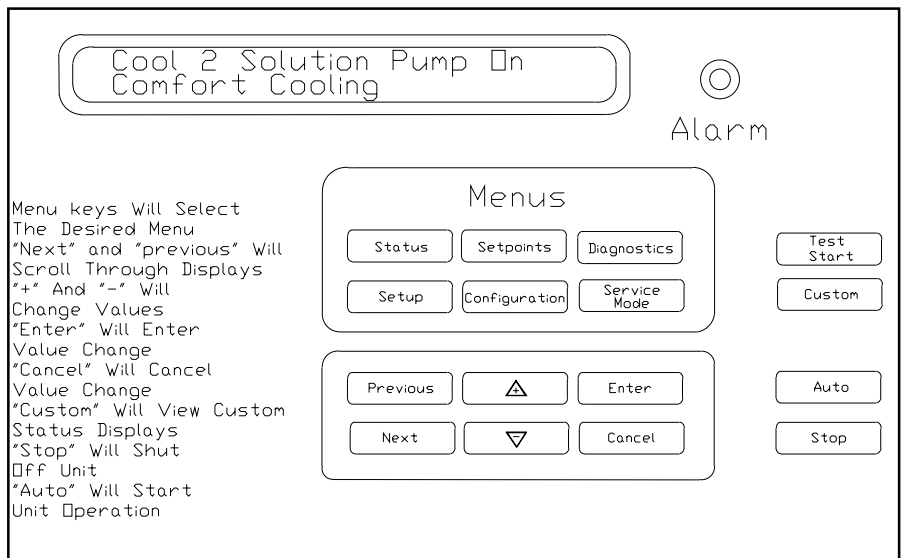 Cool 2 Solution Pump On
Comfort Cooling
Alarm
Menu keys Will Select
The Desired Menu
"Next" and "previous" Will
Scroll Through Displays
"+" And "-" Will
Change Values
"Enter" Will Enter
Value Change
"Cancel" Will Cancel
Value Change
"Custom" Will View Custom
Status Displays
"Stop" Will Shut
Off Unit
"Auto" Will Start
Unit Operation
Menus
Status Setpoints Diagnostics
Setup Configuration Service
Mode
Previous + Enter
Next - Cancel
Test
Start
Custom
Auto
Stop